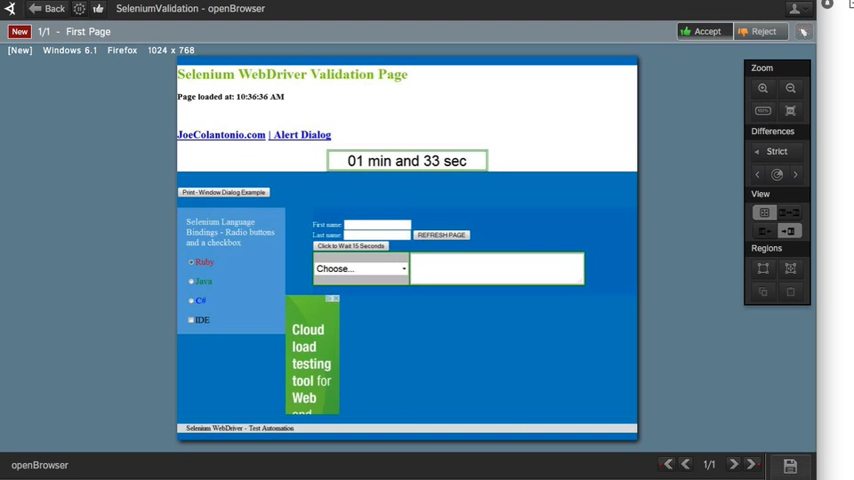 Back SeleniumValidation - openBrowser
New 1/1 - First Page Accept Reject
[New] Windows 6.1 Firefox 1024 x 768
Selenium WebDriver Validation Page
Page loaded at: 10:36:36 AM
JoeColantonio.com | Alert Dialog
01 min and 33 sec
Print - Window Dialog Example
Selenium Language
Bindings - Radio buttons
and a checkbox
Ruby
Java
C#
IDE
First name:
Last name: REFRESH PAGE
Click to Wait 15 Seconds
Choose...
Cloud
load
testing
tool for
Web
and
Selenium WebDriver - Test Automation
Zoom
Differences
Strict
View
Regions
openBrowser 1/1